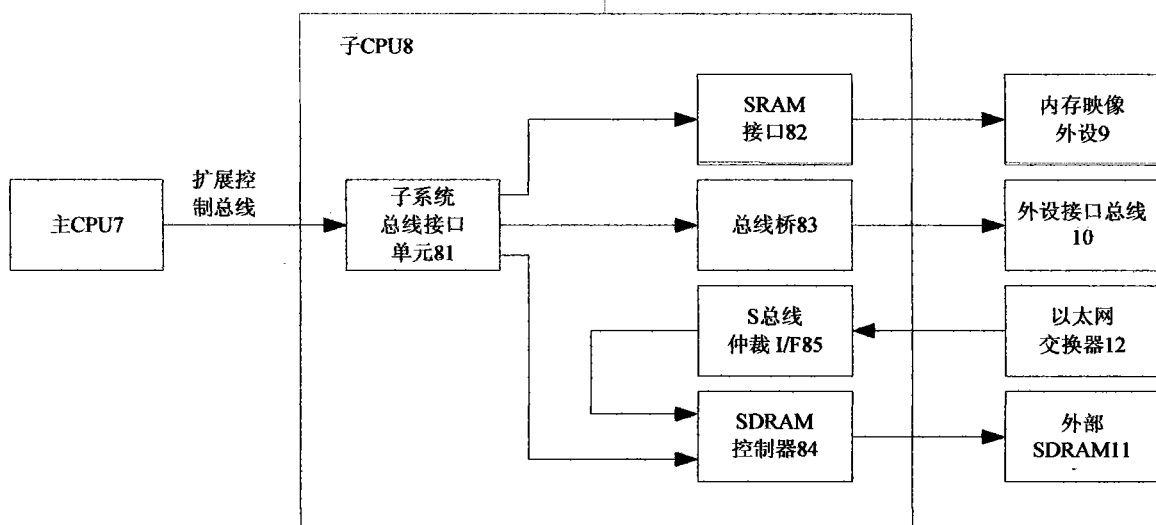 子CPU8
SRAM
接口82
内存映像
外设9
扩展控
制总线
主CPU7
子系统
总线接口
单元81
总线桥83
外设接口总线
10
S总线
仲裁 I/F85
以太网
交换器12
SDRAM
控制器84
外部
SDRAM11